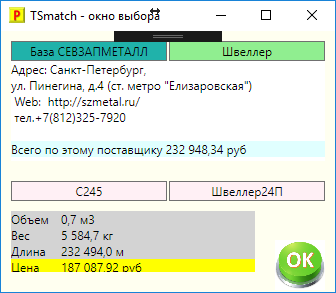 P TSmatch - окно выбора
База СЕВЗАПМЕТАЛЛ Швеллер
Адрес: Санкт-Петербург,
ул. Пинегина, д.4 (ст. метро "Елизаровская")
Web: http://szmetal.ru/
тел.+7(812)325-7920
Всего по этому поставщику 232 948,34 руб
C245 Швеллер24П
Объем 0,7 м3
Вес 5 584,7 кг
Длина 232 494,0 м
Цена 187 087,92 руб
OK